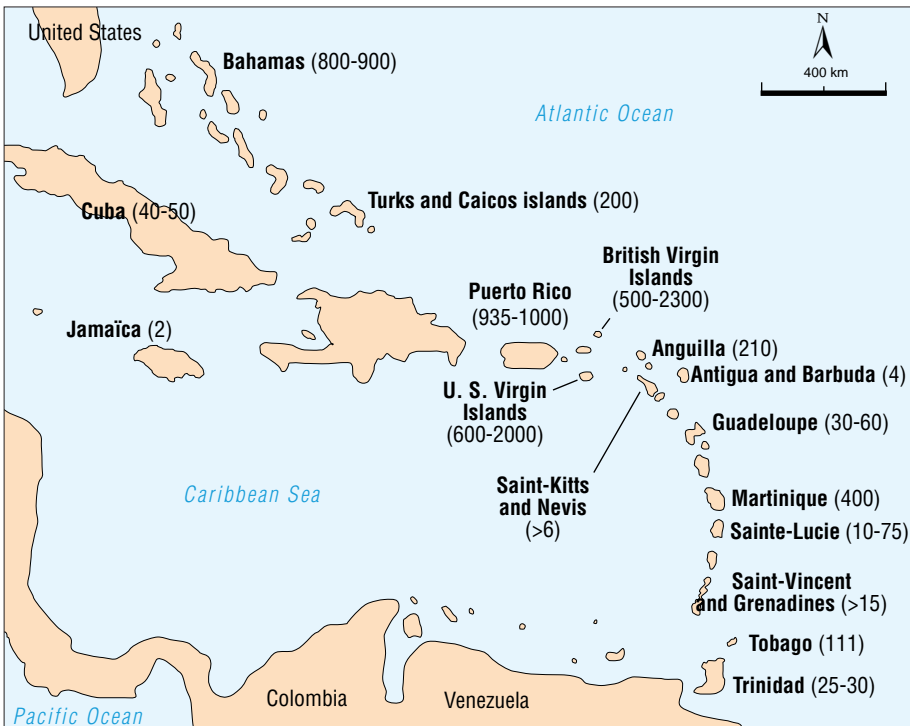 United States
N
400 km
Bahamas (800-900)
Atlantic Ocean
Cuba (40-50)
Turks and Caicos islands (200)
British Virgin
Islands
(500-2300)
Puerto Rico
(935-1000)
Jamaïca (2)
Anguilla (210)
Antigua and Barbuda (4)
U. S. Virgin
Islands
(600-2000)
Guadeloupe (30-60)
Caribbean Sea
Saint-Kitts
and Nevis
(>6)
Martinique (400)
Sainte-Lucie (10-75)
Saint-Vincent
and Grenadines (>15)
Tobago (111)
Trinidad (25-30)
Colombia
Venezuela
Pacific Ocean